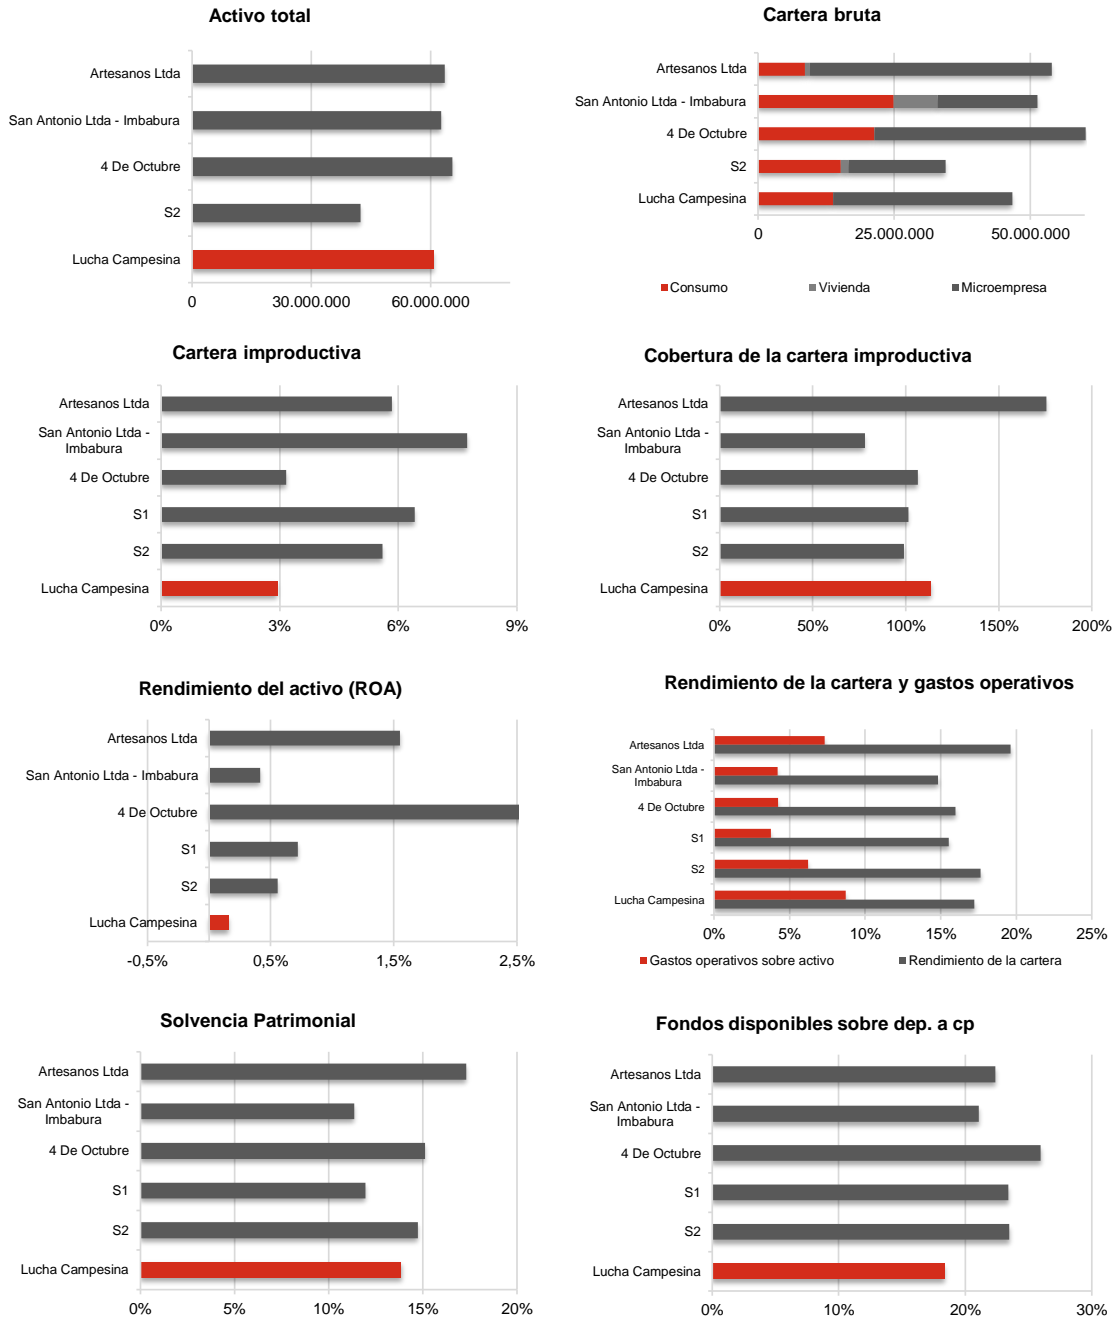 Activo total
Artesanos Ltda
San Antonio Ltda - Imbabura
4 De Octubre
S2
Lucha Campesina
0
30.000.000
60.000.000
Cartera bruta
Artesanos Ltda
San Antonio Ltda - Imbabura
4 De Octubre
S2
Lucha Campesina
0
25.000.000
50.000.000
Consumo
Vivienda
Microempresa
Cartera improductiva
Artesanos Ltda
San Antonio Ltda -
Imbabura
4 De Octubre
S1
S2
Lucha Campesina
0%
3%
6%
9%
Cobertura de la cartera improductiva
Artesanos Ltda
San Antonio Ltda -
Imbabura
4 De Octubre
S1
S2
Lucha Campesina
0%
50%
100%
150%
200%
Rendimiento del activo (ROA)
Artesanos Ltda
San Antonio Ltda - Imbabura
4 De Octubre
S1
S2
Lucha Campesina
-0,5%
0,5%
1,5%
2,5%
Rendimiento de la cartera y gastos operativos
Artesanos Ltda
San Antonio Ltda -
Imbabura
4 De Octubre
S1
S2
Lucha Campesina
0%
5%
10%
15%
20%
25%
Gastos operativos sobre activo
Rendimiento de la cartera
Solvencia Patrimonial
Artesanos Ltda
San Antonio Ltda -
Imbabura
4 De Octubre
S1
S2
Lucha Campesina
0%
5%
10%
15%
20%
Fondos disponibles sobre dep. a cp
Artesanos Ltda
San Antonio Ltda -
Imbabura
4 De Octubre
S1
S2
Lucha Campesina
0%
10%
20%
30%